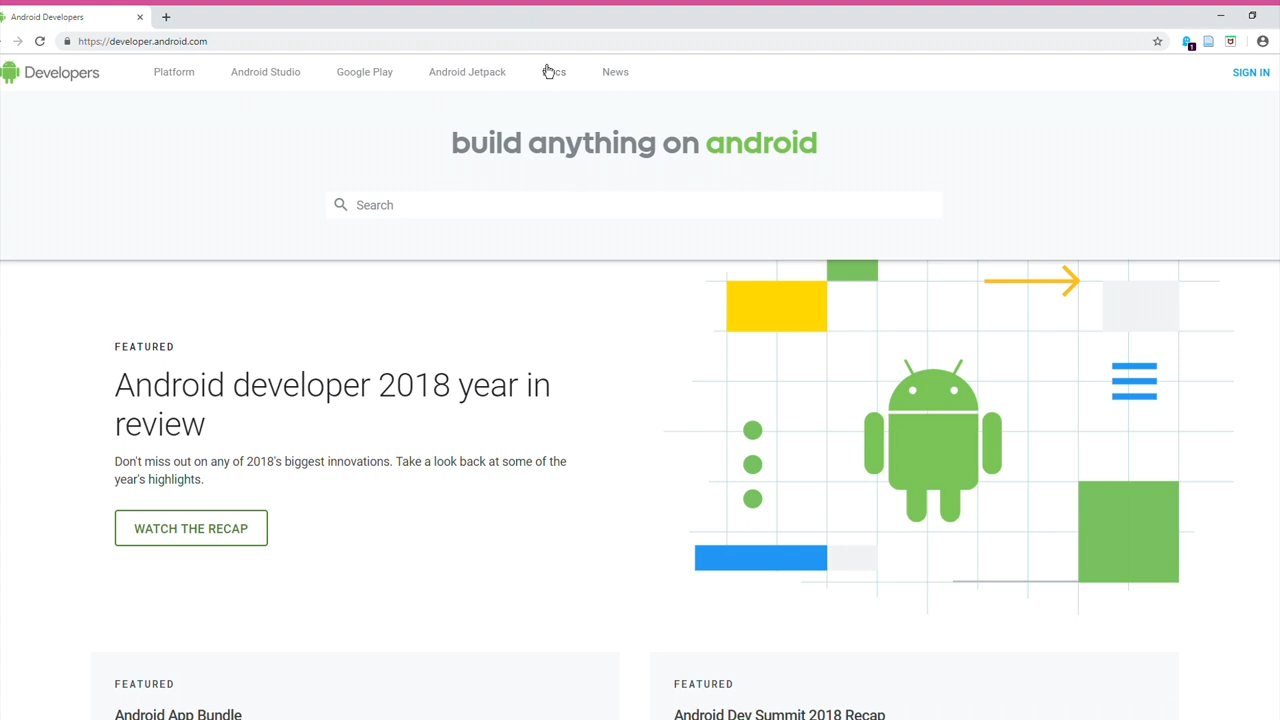 Android Developers
https://developer.android.com
1
Developers
Platform
Android Studio
Google Play
Android Jetpack
News
SIGN IN
build anything on android
Search
FEATURED
Android developer 2018 year in
review
Don't miss out on any of 2018's biggest innovations. Take a look back at some of the
year's highlights.
WATCH THE RECAP
FEATURED
Android App Bundle
FEATURED
Android Dev Summit 2018 Recap